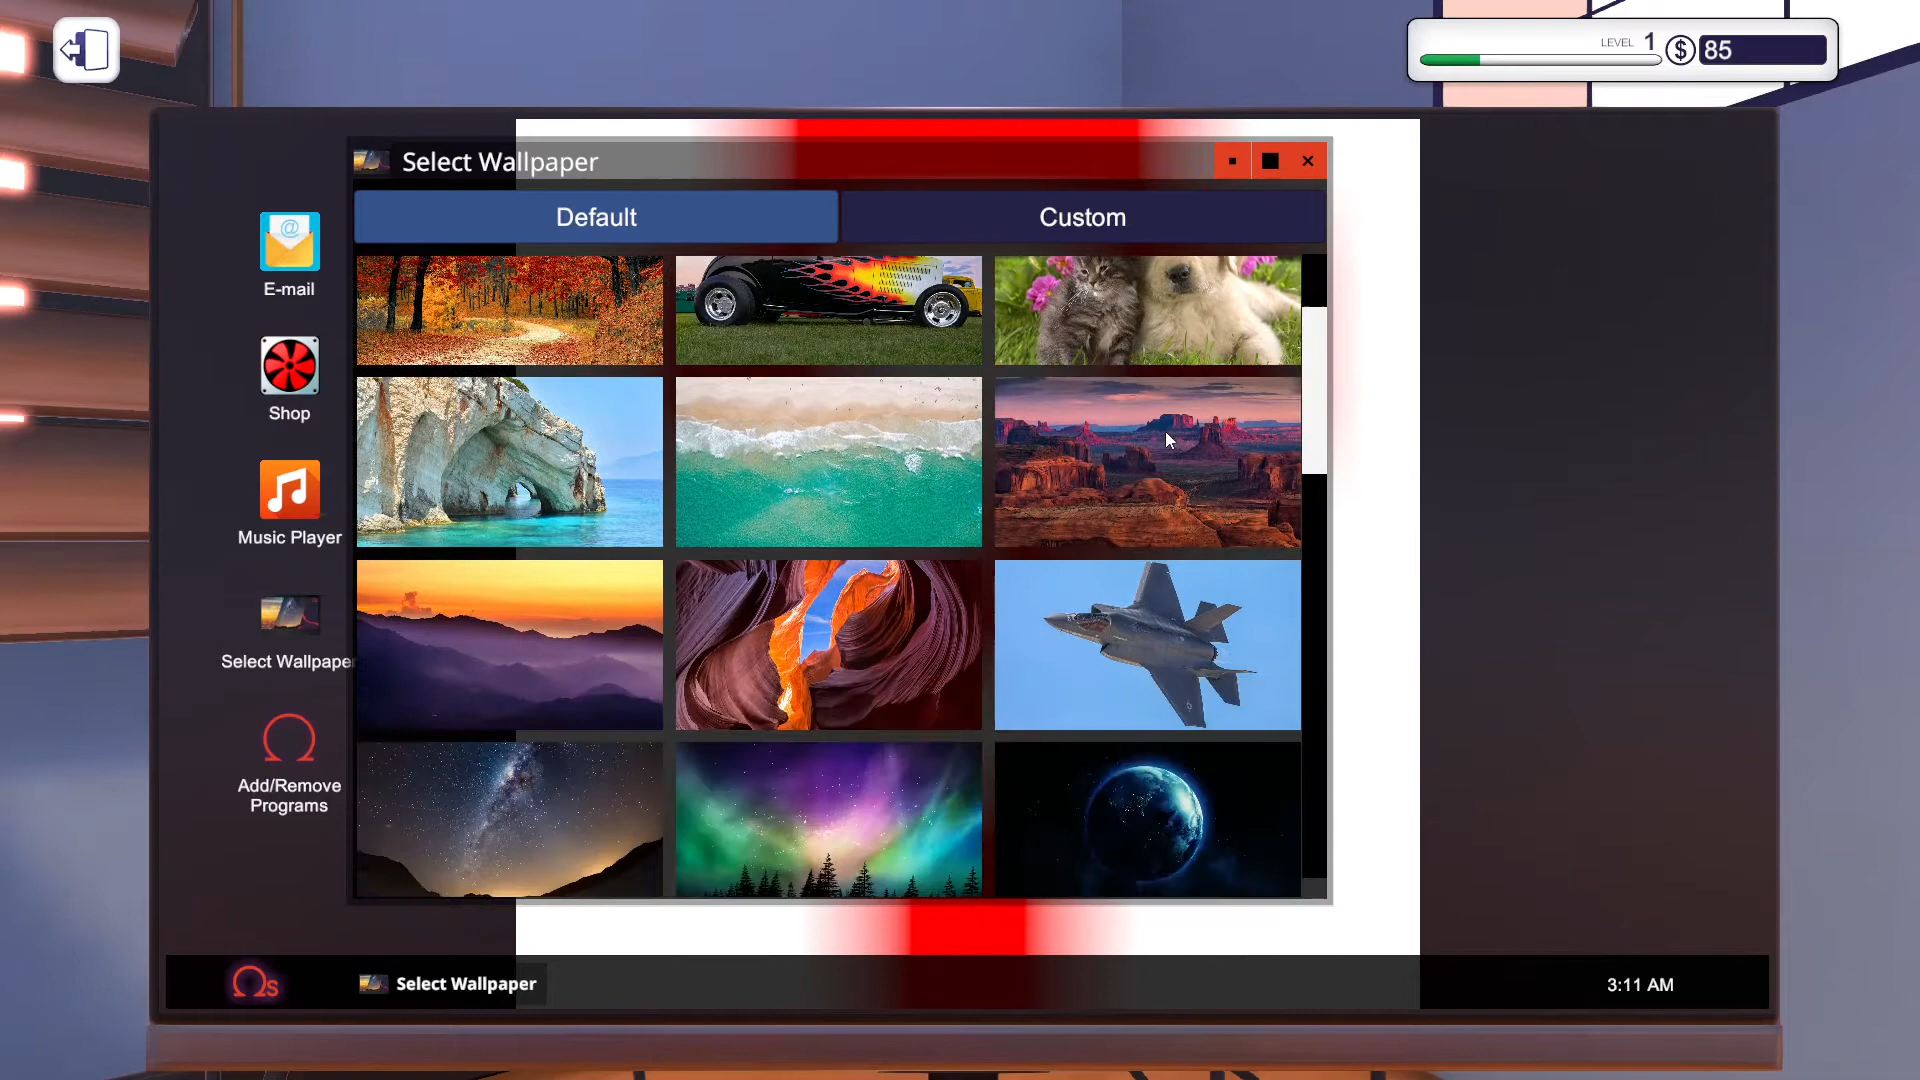 LEVEL 1
$ 85
Select Wallpaper
Default
Custom
E-mail
Shop
Music Player
Select Wallpaper
Add/Remove
Programs
Ωs
Select Wallpaper
3:11 AM